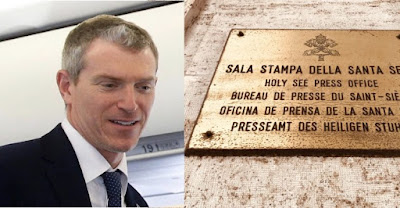 191
SALA STAMPA DELLA SANTA SE
HOLY SEE PRESS OFFICE
BUREAU DE PRESSE DU SAINT-SIÈ
OFICINA DE PRENSA DE LA SANTA
PRESSEAMT DES HEILIGEN STUH